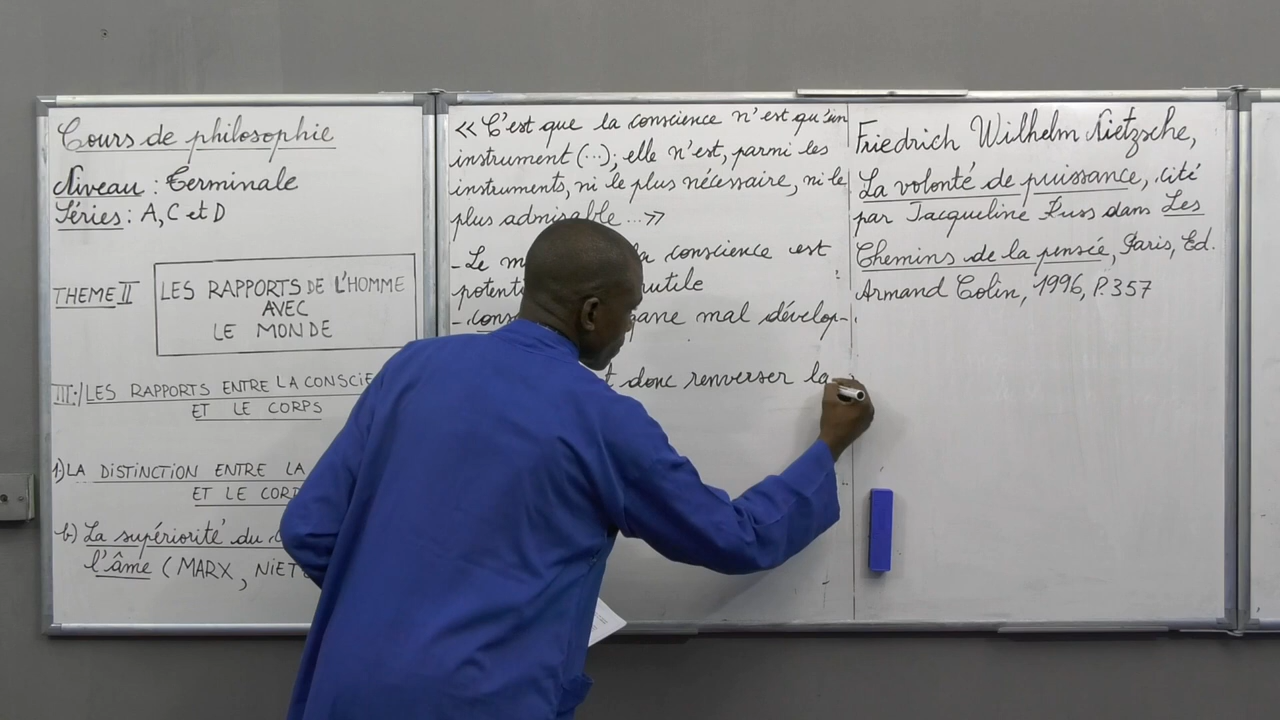 Cours de philosophie
Niveau : Terminale
Séries : A, C et D
THEME II
LES RAPPORTS DE L'HOMME
AVEC
LE MONDE
III:/ LES RAPPORTS ENTRE LA CONSCIE
ET LE CORPS
1)LA DISTINCTION ENTRE LA
ET LE CORP
b) La supériorité du
l'âme (MARX, NIET
<< C'est que la conscience n'est qu'un
instrument (...); elle n'est, parmi les
instruments, ni le plus nécessaire, ni le
plus admirable ...>>
- Le m la conscience est
potenti rutile
- cons gane mal dévelop-
t donc renverser la
Friedrich Wilhelm Nietzsche,
La volonté de puissance, cité
par Jacqueline Russ dans Les
Chemins de la pensée, Paris, Ed.
Armand Colin, 1996, P.357